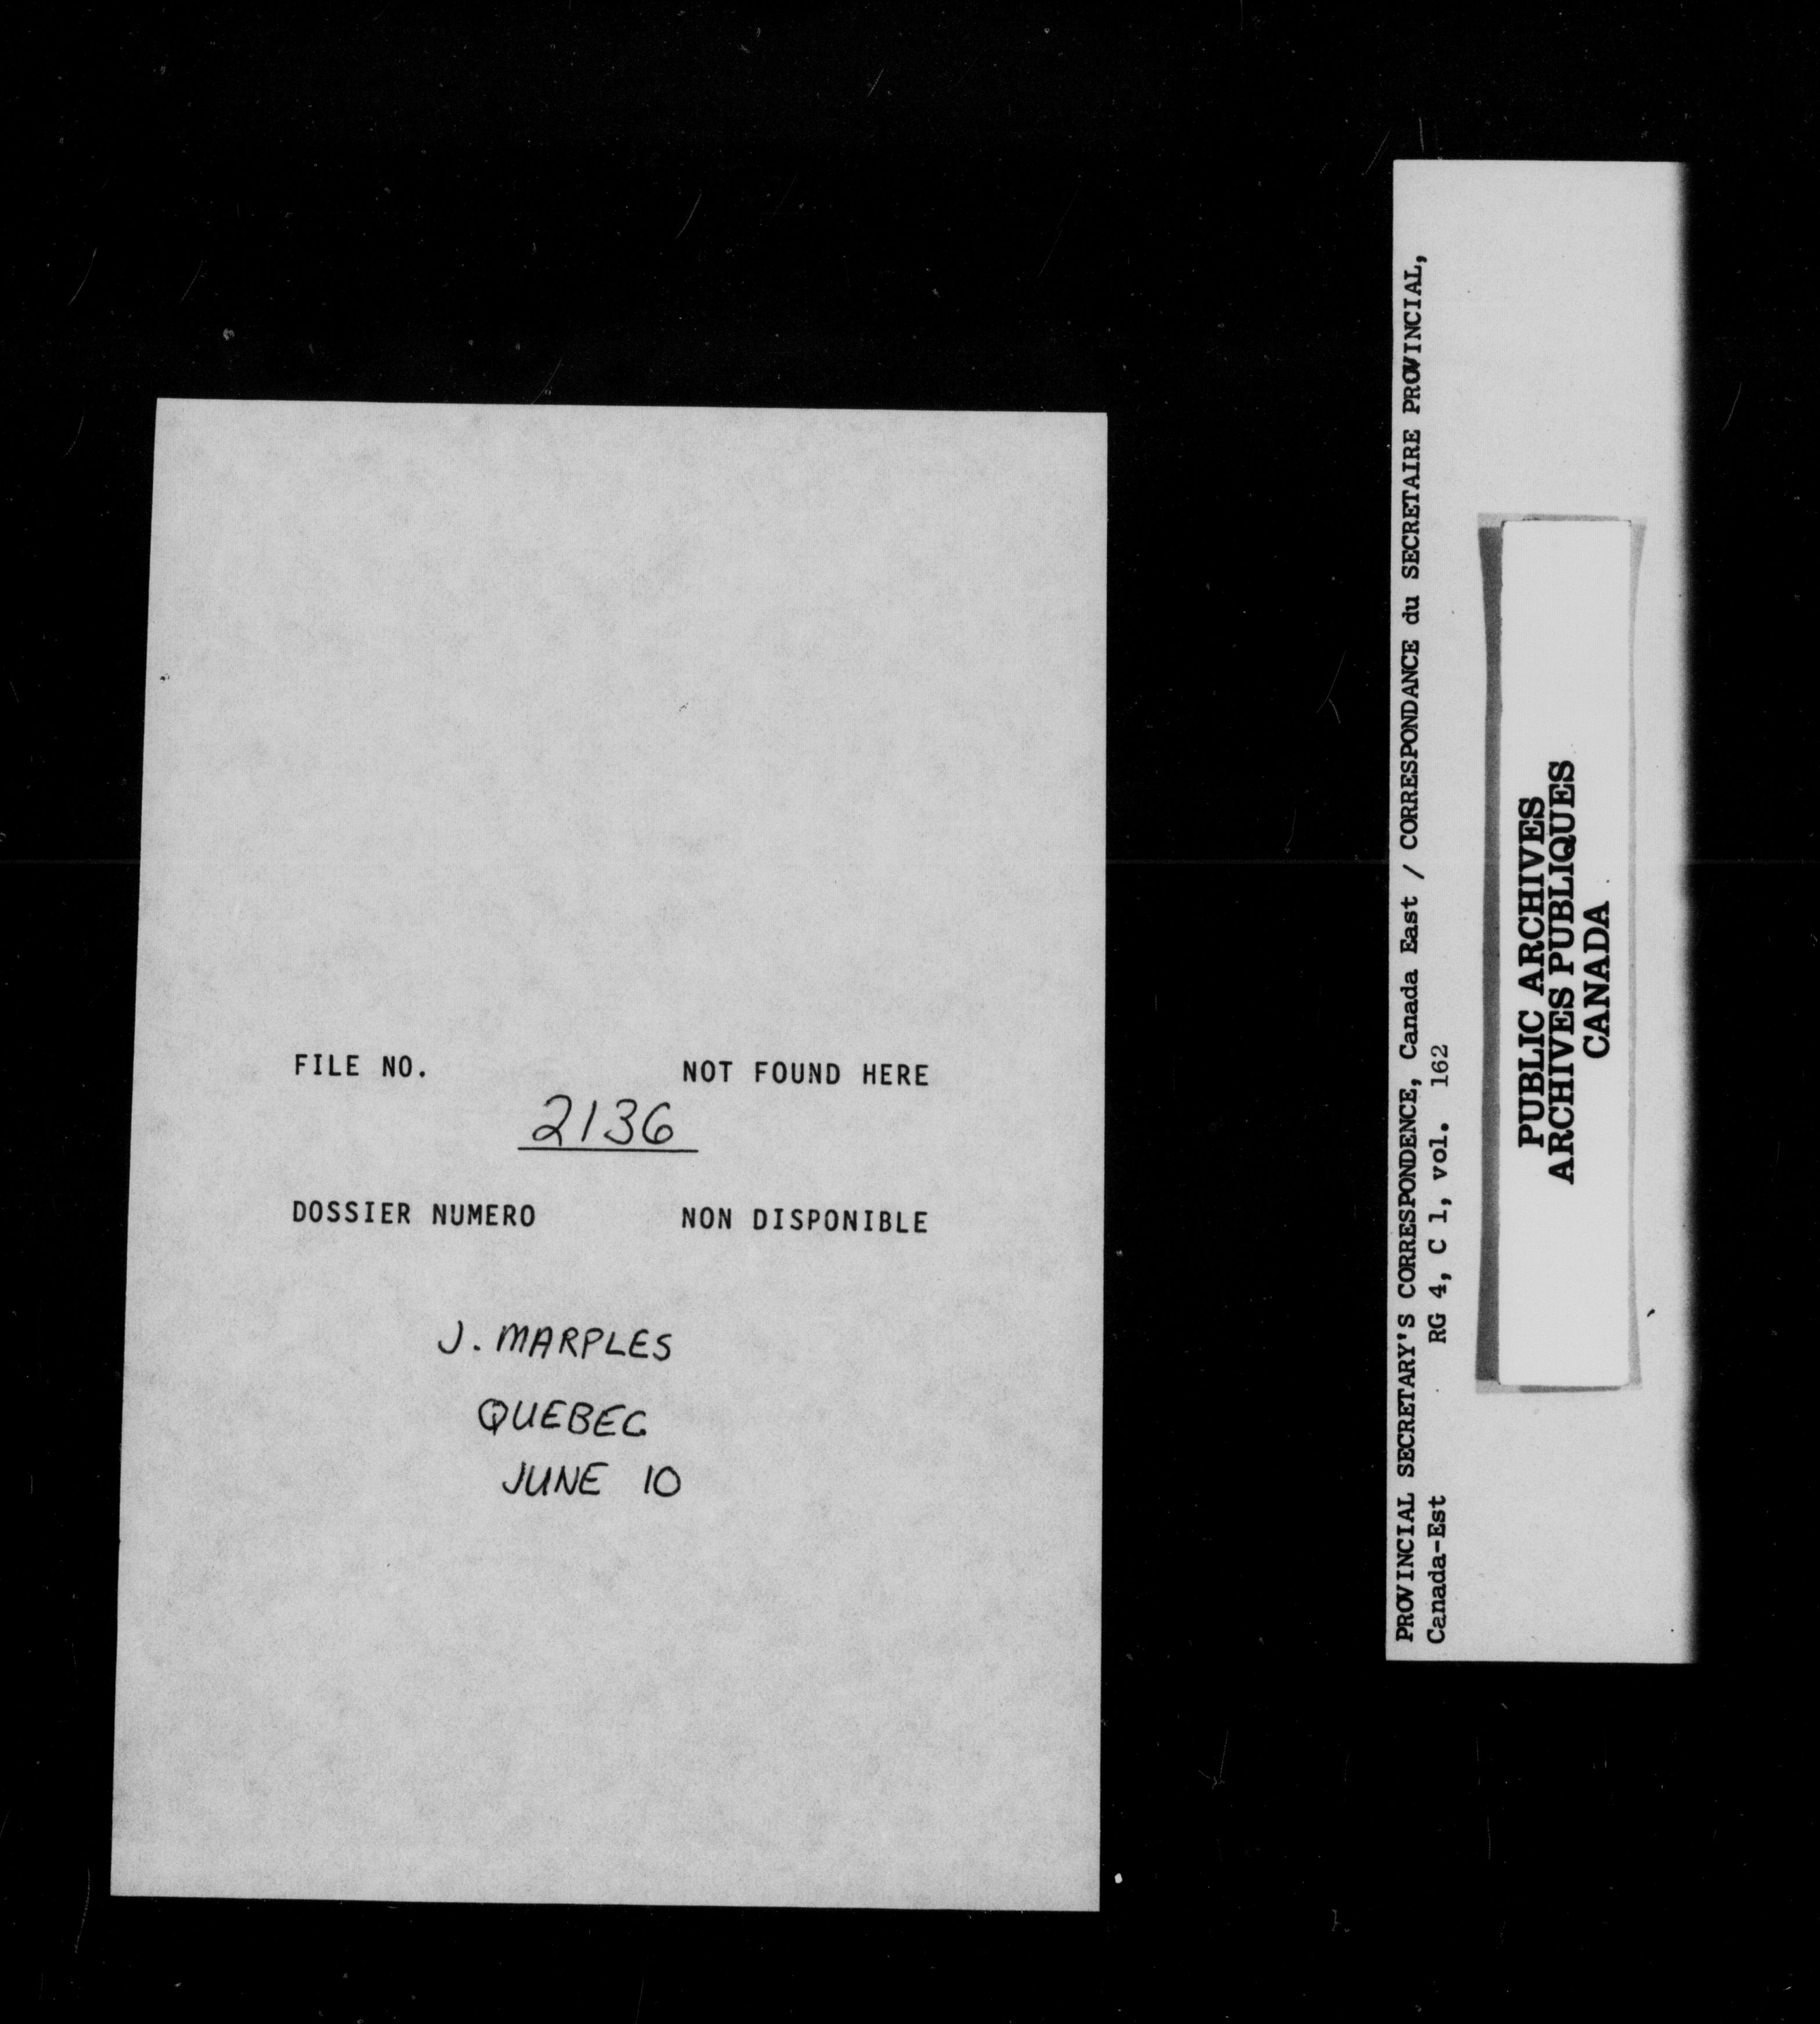 FILE NO. NOT FOUND HERE
2136
DOSSIER NUMERO NON DISPONIBLE
J. MARPLES
QUEBEC
JUNE 10
PROVINCIAL SECRETARY'S CORRESPONDENCE, Canada East / CORRESPONDANCE du SECRETAIRE PROVINCIAL,
Canada-Est RG 4, C 1, vol. 162
PUBLIC ARCHIVES
ARCHIVES PUBLIQUES
CANADA